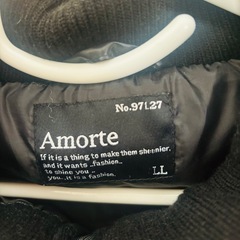 No.97127
Amorte
If it is a thing to make them sheenier.
and it wants ..fashion..
to shine you ..
you...it is a fashion.
LL